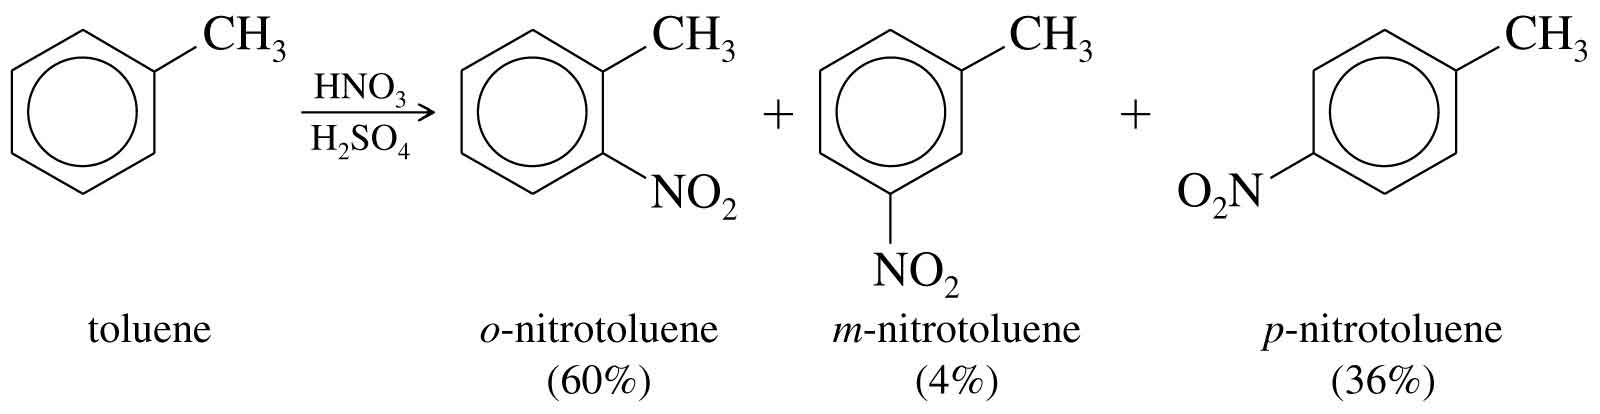 CH₃
HNO₃
H₂SO₄
CH₃
NO₂
+
CH₃
NO₂
+
CH₃
O₂N
toluene
o-nitrotoluene
(60%)
m-nitrotoluene
(4%)
p-nitrotoluene
(36%)